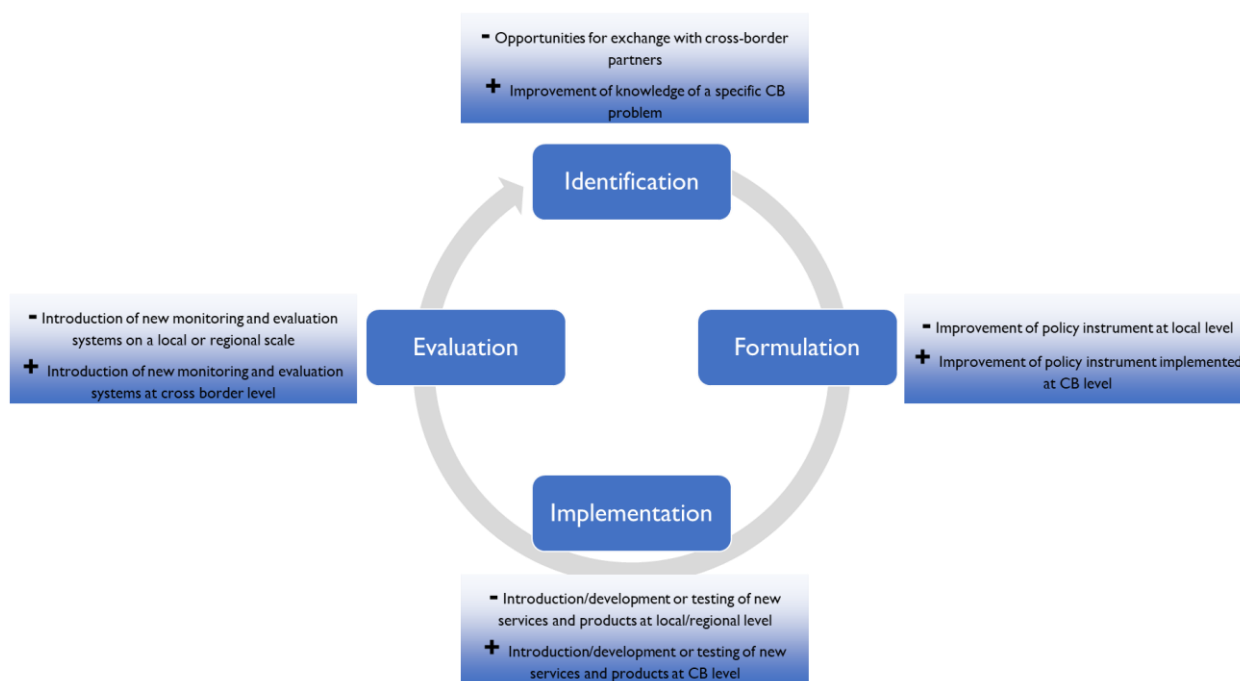 - Opportunities for exchange with cross-border
partners
+ Improvement of knowledge of a specific CB
problem
Identification
- Introduction of new monitoring and evaluation
systems on a local or regional scale
+ Introduction of new monitoring and evaluation
systems at cross border level
Evaluation
Formulation
- Improvement of policy instrument at local level
+ Improvement of policy instrument implemented
at CB level
Implementation
- Introduction/development or testing of new
services and products at local/regional level
+ Introduction/development or testing of new
services and products at CB level